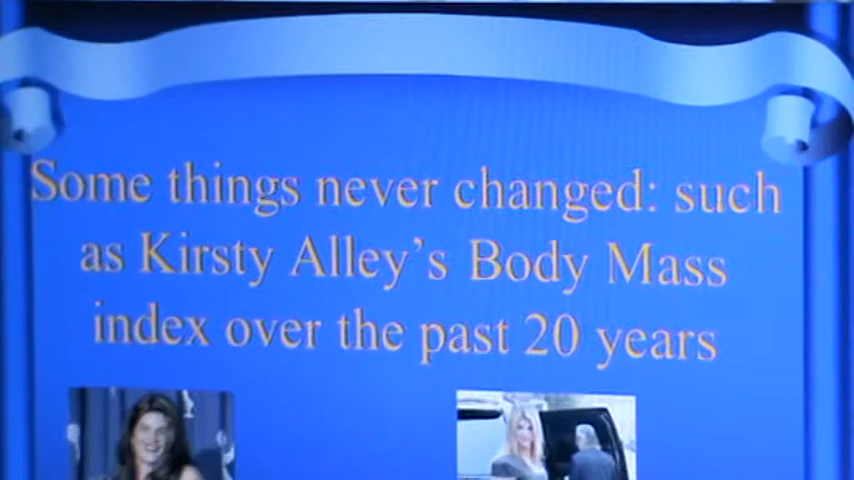 Some things never changed: such
as Kirsty Alley's Body Mass
index over the past 20 years